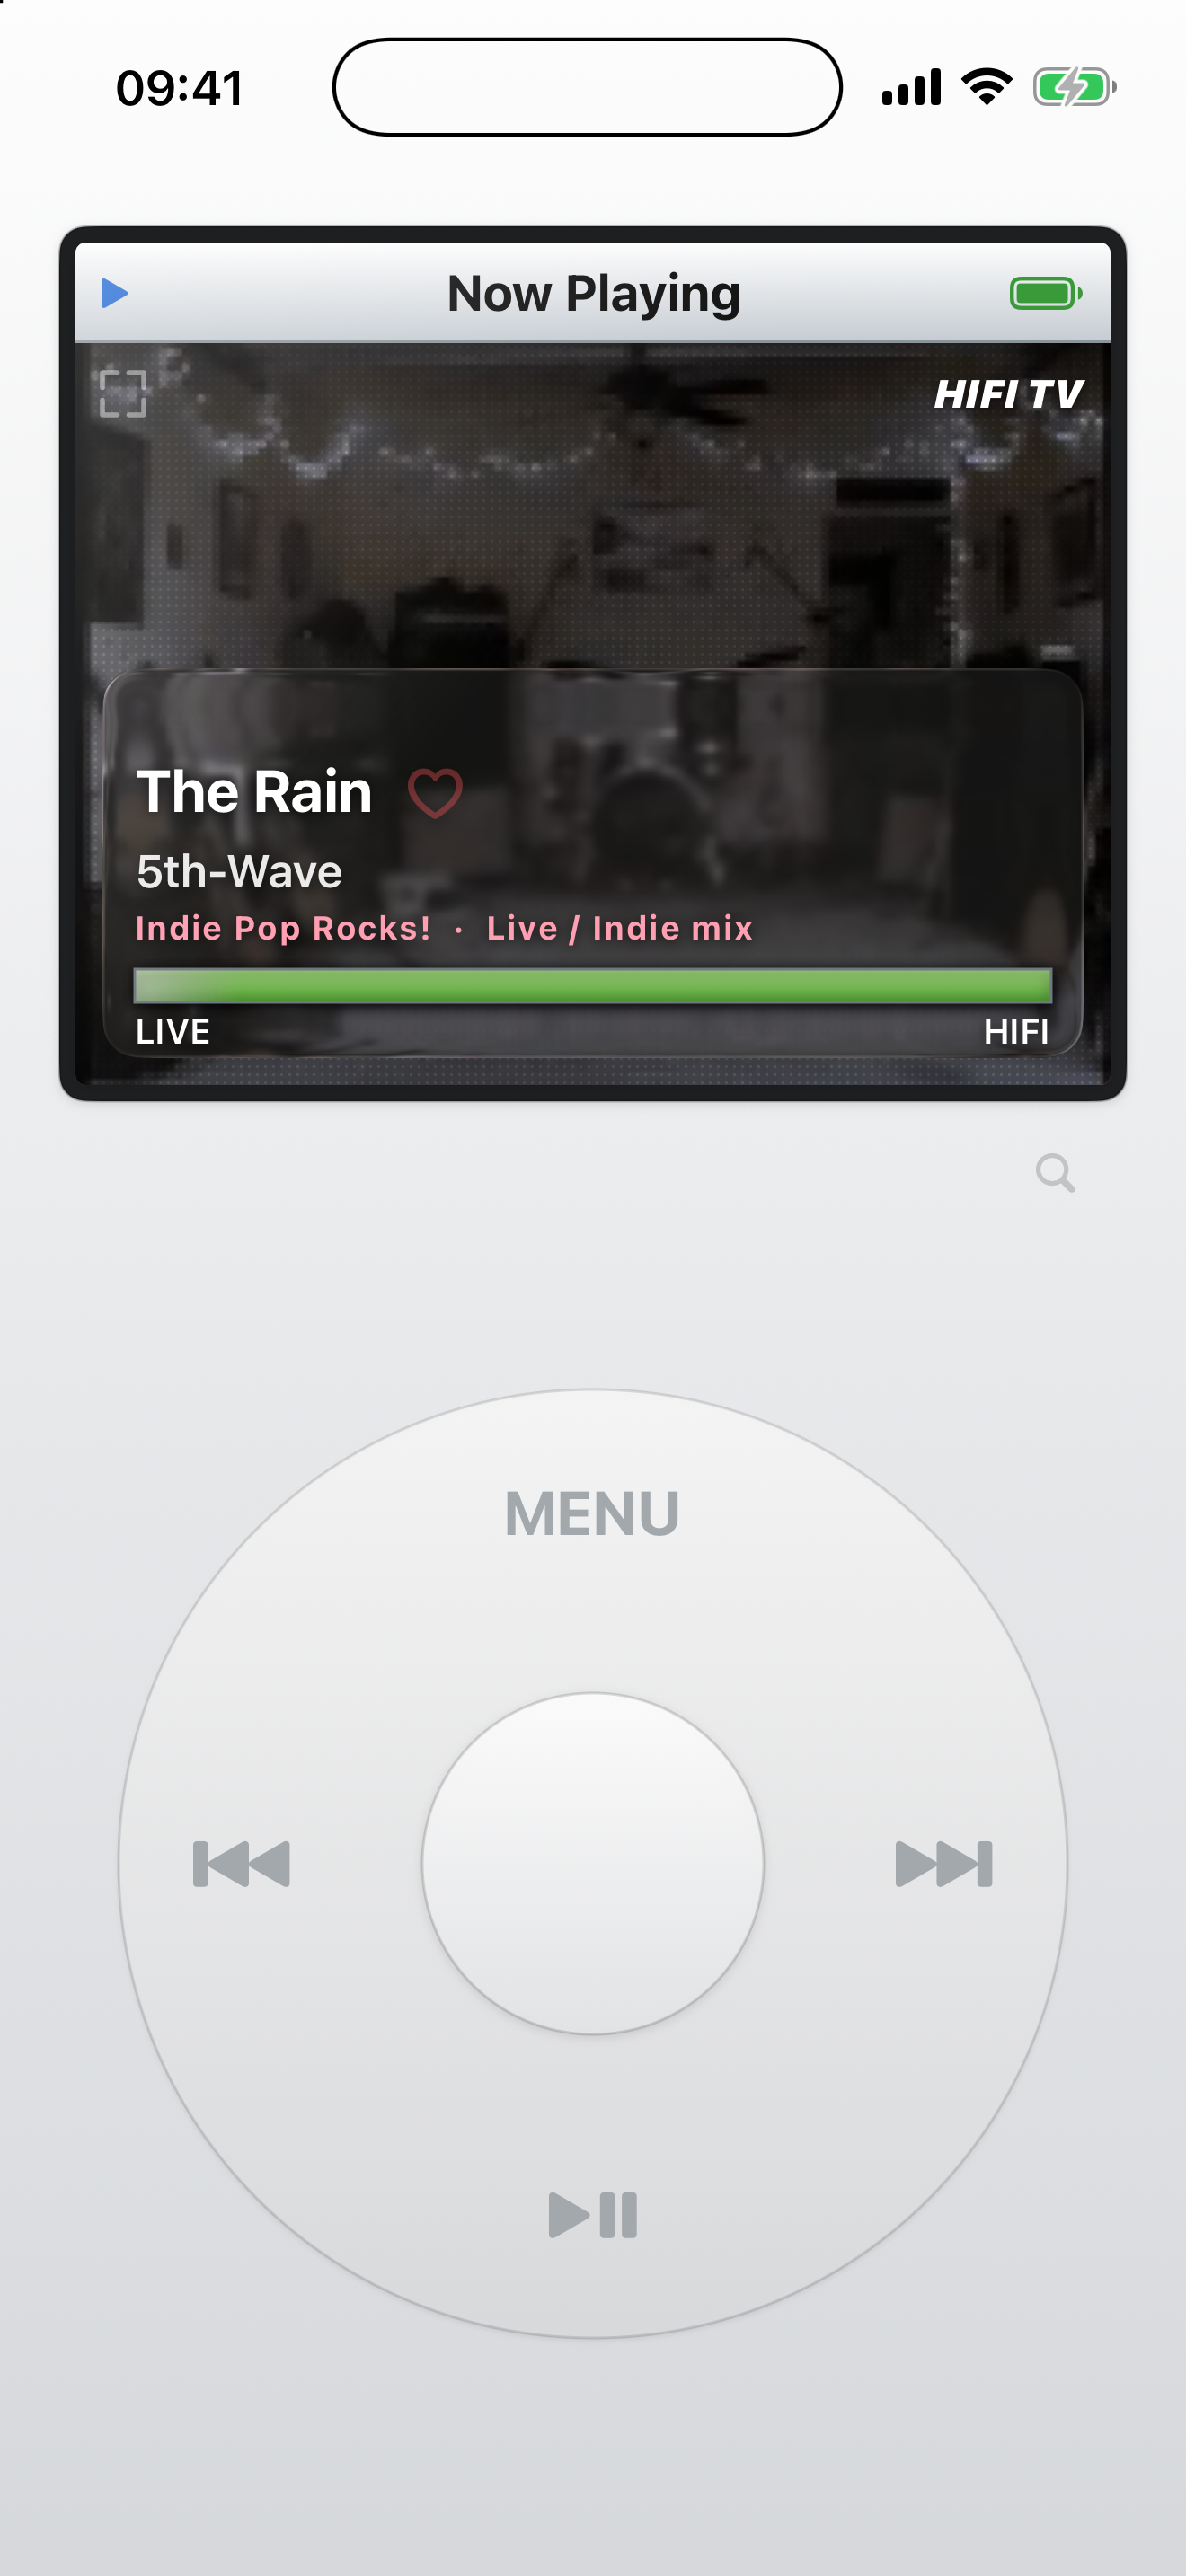 09:41
Now Playing
HIFI TV
The Rain
5th-Wave
Indie Pop Rocks! · Live / Indie mix
LIVE HIFI
MENU